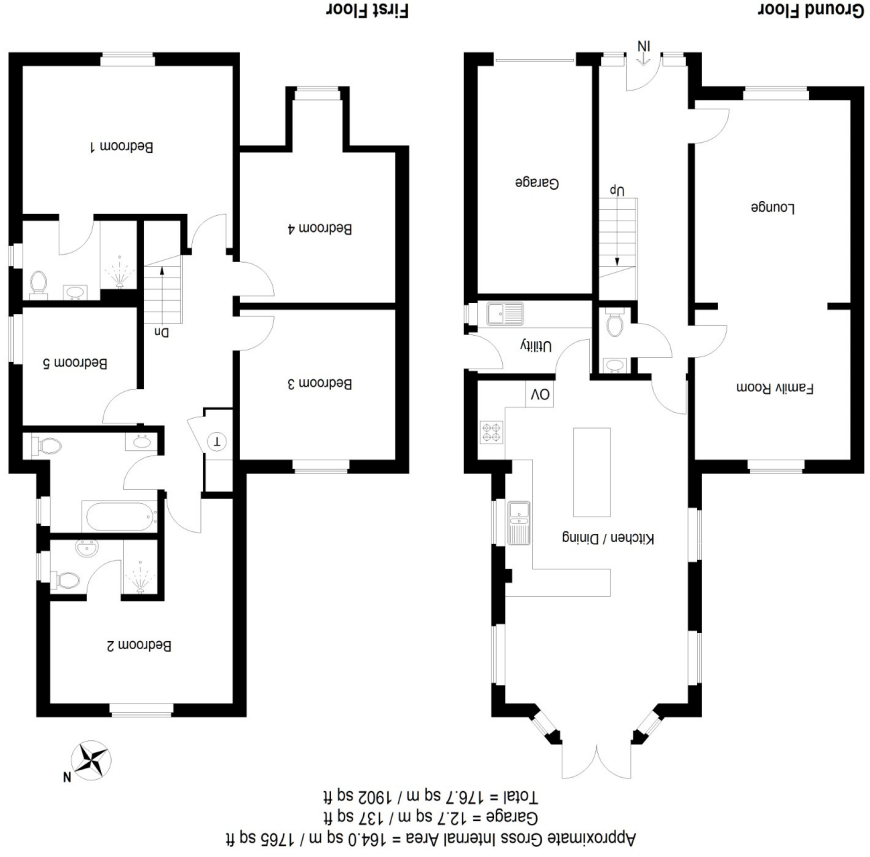 Approximate Gross Internal Area = 164.0 sq m / 1765 sq ft
Garage = 12.7 sq m / 137 sq ft
Total = 176.7 sq m / 1902 sq ft
N
Kitchen / Dining
OV
Family Room
Utility
Lounge
Up
Garage
IN
Ground Floor
Bedroom 2
T
Bedroom 3
Bedroom 5
Dn
Bedroom 4
Bedroom 1
First Floor